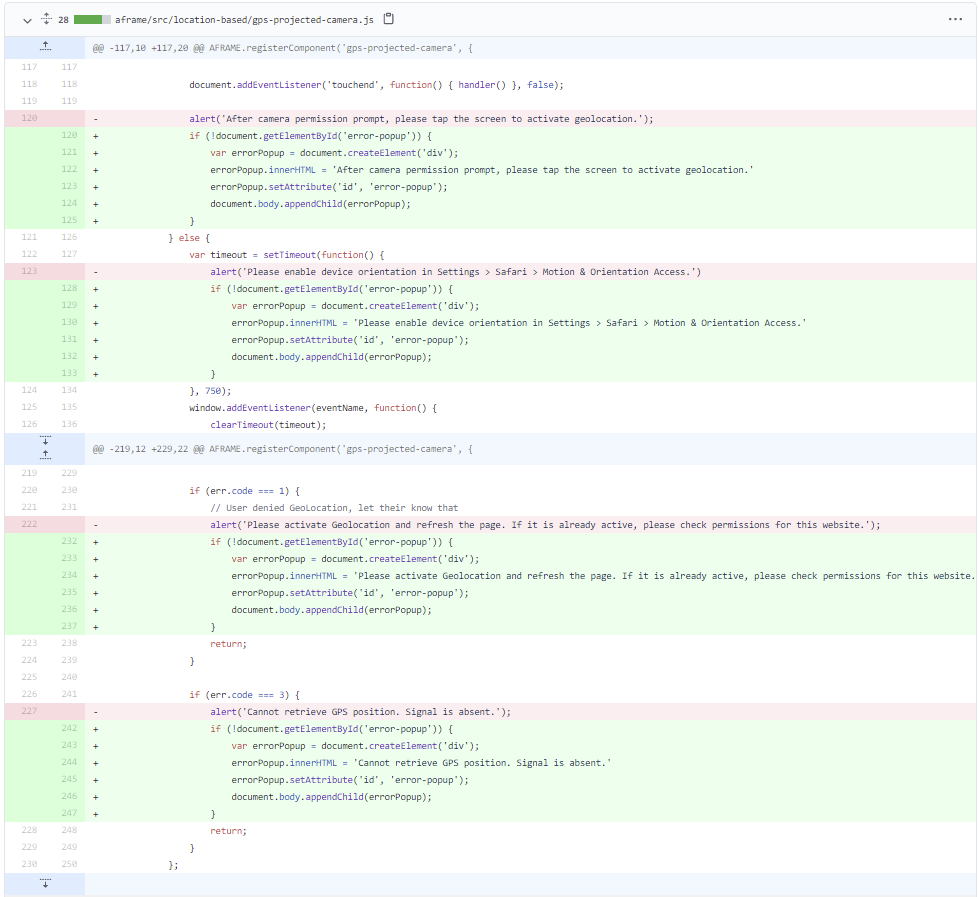 28 aframe/src/location-based/gps-projected-camera.js
@@ -117,10 +117,20 @@ AFRAME.registerComponent('gps-projected-camera', {
117 117
118 118 document.addEventListener('touchend', function() { handler() }, false);
119 119
120 - alert('After camera permission prompt, please tap the screen to activate geolocation.');
120 + if (!document.getElementById('error-popup')) {
121 + var errorPopup = document.createElement('div');
122 + errorPopup.innerHTML = 'After camera permission prompt, please tap the screen to activate geolocation.'
123 + errorPopup.setAttribute('id', 'error-popup');
124 + document.body.appendChild(errorPopup);
125 + }
121 126 } else {
122 127 var timeout = setTimeout(function() {
123 - alert('Please enable device orientation in Settings > Safari > Motion & Orientation Access.')
128 + if (!document.getElementById('error-popup')) {
129 + var errorPopup = document.createElement('div');
130 + errorPopup.innerHTML = 'Please enable device orientation in Settings > Safari > Motion & Orientation Access.'
131 + errorPopup.setAttribute('id', 'error-popup');
132 + document.body.appendChild(errorPopup);
133 + }
124 134 }, 750);
125 135 window.addEventListener(eventName, function() {
126 136 clearTimeout(timeout);
@@ -219,12 +229,22 @@ AFRAME.registerComponent('gps-projected-camera', {
219 229
220 230 if (err.code === 1) {
221 231 // User denied GeoLocation, let their know that
222 - alert('Please activate Geolocation and refresh the page. If it is already active, please check permissions for this website.');
232 + if (!document.getElementById('error-popup')) {
233 + var errorPopup = document.createElement('div');
234 + errorPopup.innerHTML = 'Please activate Geolocation and refresh the page. If it is already active, please check permissions for this website.
235 + errorPopup.setAttribute('id', 'error-popup');
236 + document.body.appendChild(errorPopup);
237 + }
223 238 return;
224 239 }
225 240
226 241 if (err.code === 3) {
227 - alert('Cannot retrieve GPS position. Signal is absent.');
242 + if (!document.getElementById('error-popup')) {
243 + var errorPopup = document.createElement('div');
244 + errorPopup.innerHTML = 'Cannot retrieve GPS position. Signal is absent.'
245 + errorPopup.setAttribute('id', 'error-popup');
246 + document.body.appendChild(errorPopup);
247 + }
228 248 return;
229 249 }
230 250 };